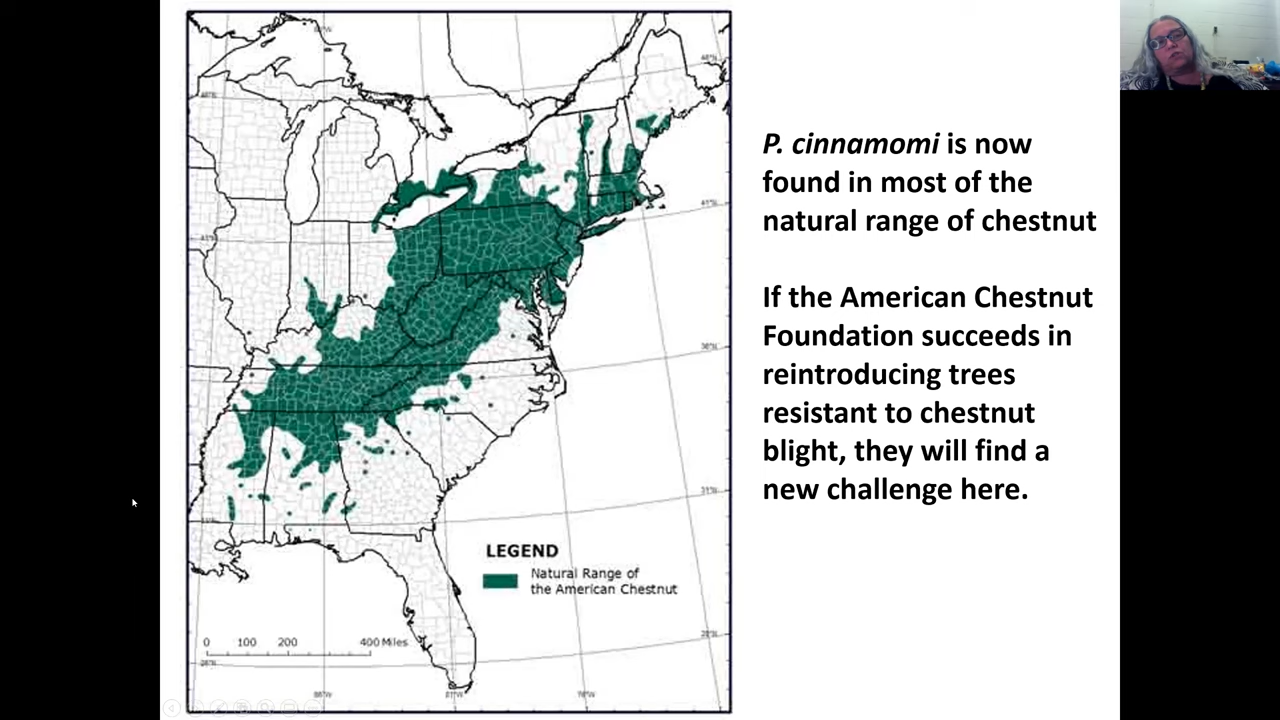 P. cinnamomi is now
found in most of the
natural range of chestnut
If the American Chestnut
Foundation succeeds in
reintroducing trees
resistant to chestnut
blight, they will find a
new challenge here.
LEGEND
Natural Range of
the American Chestnut
0 100 200 400 Miles